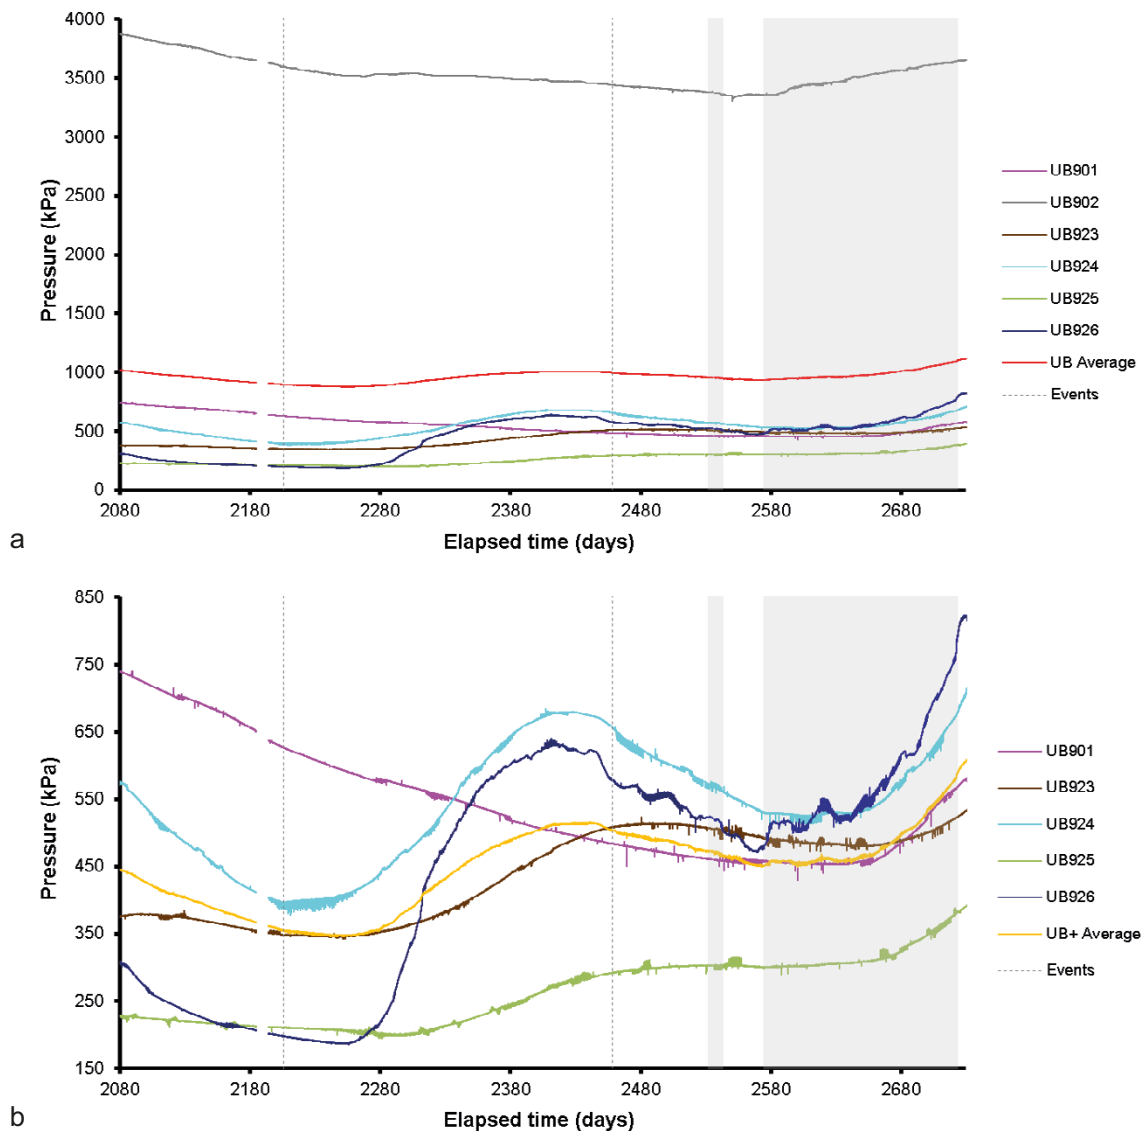 4000
3500
3000
2500
2000
1500
1000
500
0
Pressure (kPa)
2080 2180 2280 2380 2480 2580 2680
Elapsed time (days)
UB901
UB902
UB923
UB924
UB925
UB926
UB Average
Events
a
850
750
650
550
450
350
250
150
Pressure (kPa)
2080 2180 2280 2380 2480 2580 2680
Elapsed time (days)
UB901
UB923
UB924
UB925
UB926
UB+ Average
Events
b